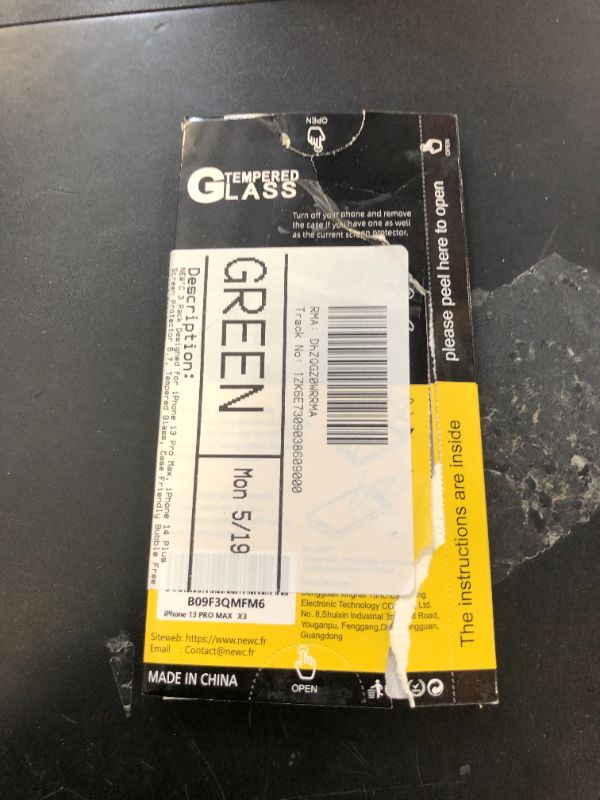 OPEN
TEMPERED
GLASS
Turn off your phone and remove
the case if you have one as well
as the current screen protector,
OPEN
please peel here to open
The instructions are inside
RMA: DhZQGZ0WRRMA
Track No: 1ZK6E7309038609000
GREEN
Mon 5/19
Description:
NEW'C 3 Pack Designed for iPhone 13 Pro Max, iPhone 14 Plus
Screen Protector 6.7, Tempered Glass, Case Friendly Bubble Free
B09F3QMFM6
iPhone 13 PRO MAX X3
Electronic Technology Ltd.
No. 8,Shuixin Industrial Road,
Youganpu, Fenggang,
Guangdong
Siteweb: https://www.newc.fr
Email : Contact@newc.fr
MADE IN CHINA
OPEN